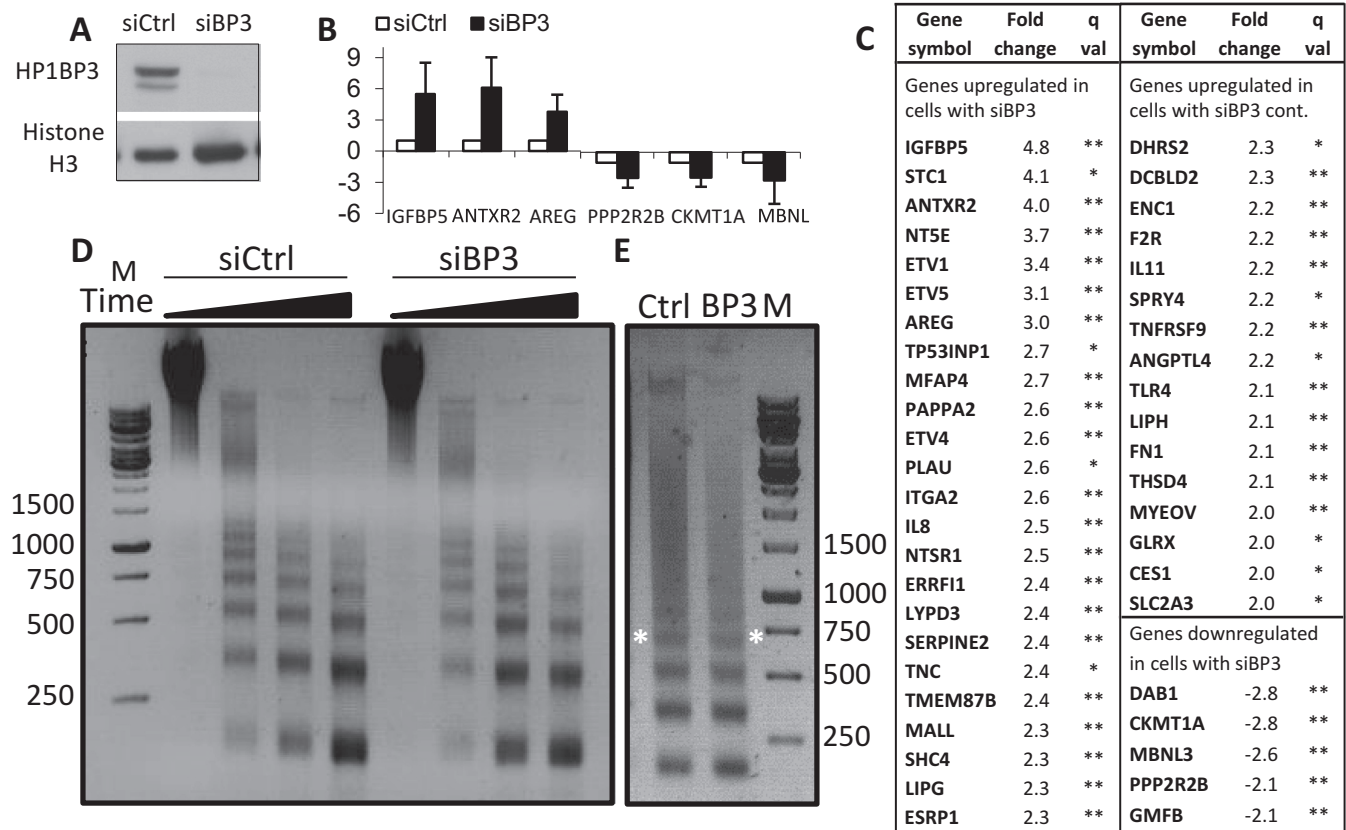 A
siCtrl siBP3
HP1BP3
Histone
H3
B
siCtrl siBP3
9
6
3
0
-3
-6
IGFBP5 ANTXR2 AREG PPP2R2B CKMT1A MBNL
C
Gene symbol Fold change q val
Genes upregulated in
cells with siBP3
IGFBP5 4.8 **
STC1 4.1 *
ANTXR2 4.0 **
NT5E 3.7 **
ETV1 3.4 **
ETV5 3.1 **
AREG 3.0 **
TP53INP1 2.7 *
MFAP4 2.7 **
PAPPA2 2.6 **
ETV4 2.6 **
PLAU 2.6 *
ITGA2 2.6 **
IL8 2.5 **
NTSR1 2.5 **
ERRFI1 2.4 **
LYPD3 2.4 **
SERPINE2 2.4 **
TNC 2.4 *
TMEM87B 2.4 **
MALL 2.3 **
SHC4 2.3 **
LIPG 2.3 **
ESRP1 2.3 **
Gene symbol Fold change q val
Genes upregulated in
cells with siBP3 cont.
DHRS2 2.3 *
DCBLD2 2.3 **
ENC1 2.2 **
F2R 2.2 **
IL11 2.2 **
SPRY4 2.2 *
TNFRSF9 2.2 **
ANGPTL4 2.2 *
TLR4 2.1 **
LIPH 2.1 **
FN1 2.1 **
THSD4 2.1 **
MYEOV 2.0 **
GLRX 2.0 *
CES1 2.0 *
SLC2A3 2.0 *
Genes downregulated
in cells with siBP3
DAB1 -2.8 **
CKMT1A -2.8 **
MBNL3 -2.6 **
PPP2R2B -2.1 **
GMFB -2.1 **
D
M siCtrl siBP3
Time
1500
1000
750
500
250
E
Ctrl BP3 M
* *
1500
1000
750
500
250